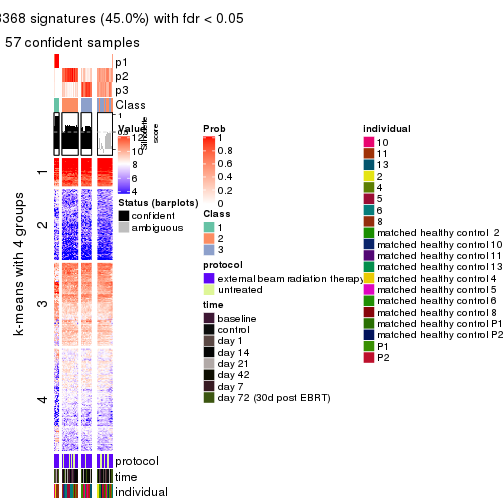 3368 signatures (45.0%) with fdr < 0.05
57 confident samples
p1
p2
p3
Class
1
0.5
0
Silhouette
score
k-means with 4 groups
1
2
3
4
protocol
time
individual
Value
12
10
8
6
4
Status (barplots)
confident
ambiguous
Prob
1
0.8
0.6
0.4
0.2
0
Class
1
2
3
protocol
external beam radiation therapy
untreated
time
baseline
control
day 1
day 14
day 21
day 42
day 7
day 72 (30d post EBRT)
individual
10
11
13
2
4
5
6
8
matched healthy control 2
matched healthy control 10
matched healthy control 11
matched healthy control 13
matched healthy control 4
matched healthy control 5
matched healthy control 6
matched healthy control 8
matched healthy control P1
matched healthy control P2
P1
P2